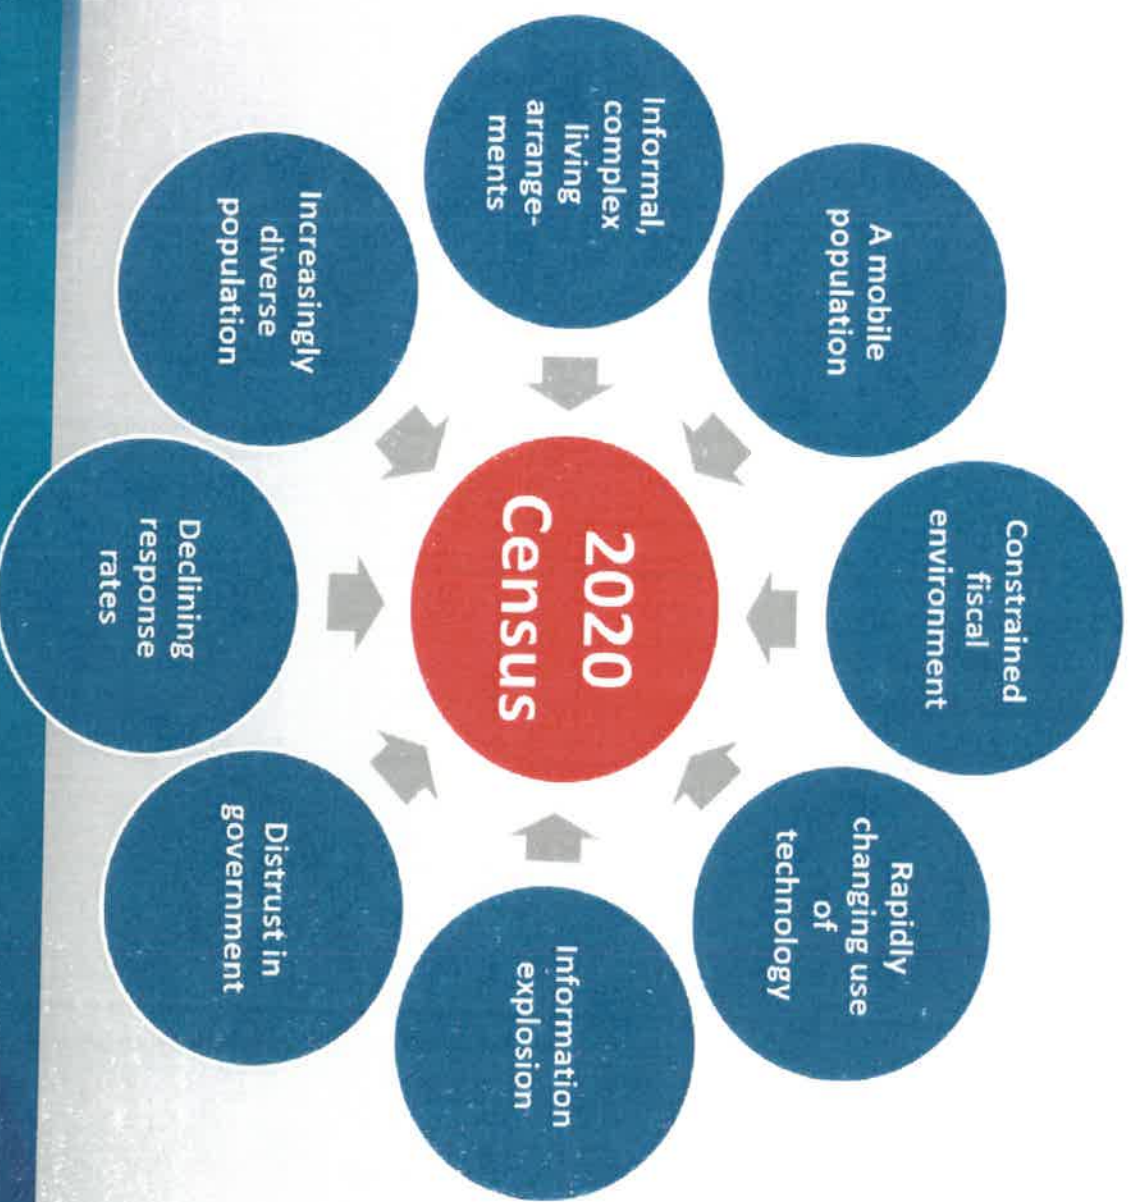 Constrained
fiscal
environment
Rapidly
changing use
of
technology
Information
explosion
Distrust in
government
Declining
response
rates
Increasingly
diverse
population
Informal,
complex
living
arrange-
ments
A mobile
population
2020
Census